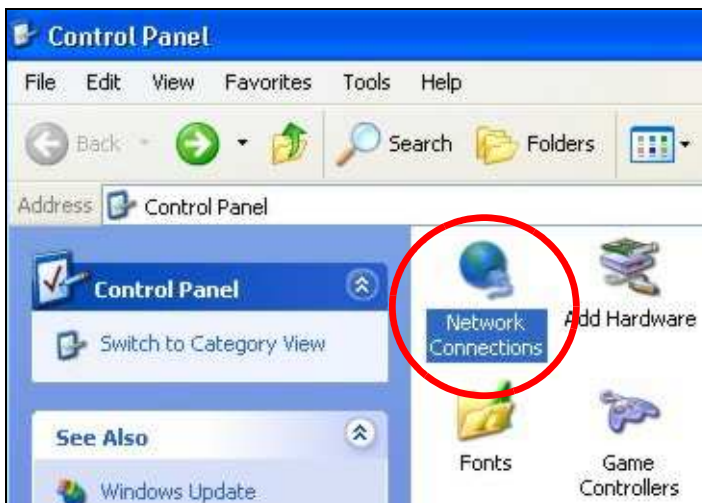 Control Panel
File Edit View Favorites Tools Help
Back Search Folders
Address Control Panel
Control Panel
Switch to Category View
See Also
Windows Update
Network
Connections
Add Hardware
Fonts
Game
Controllers